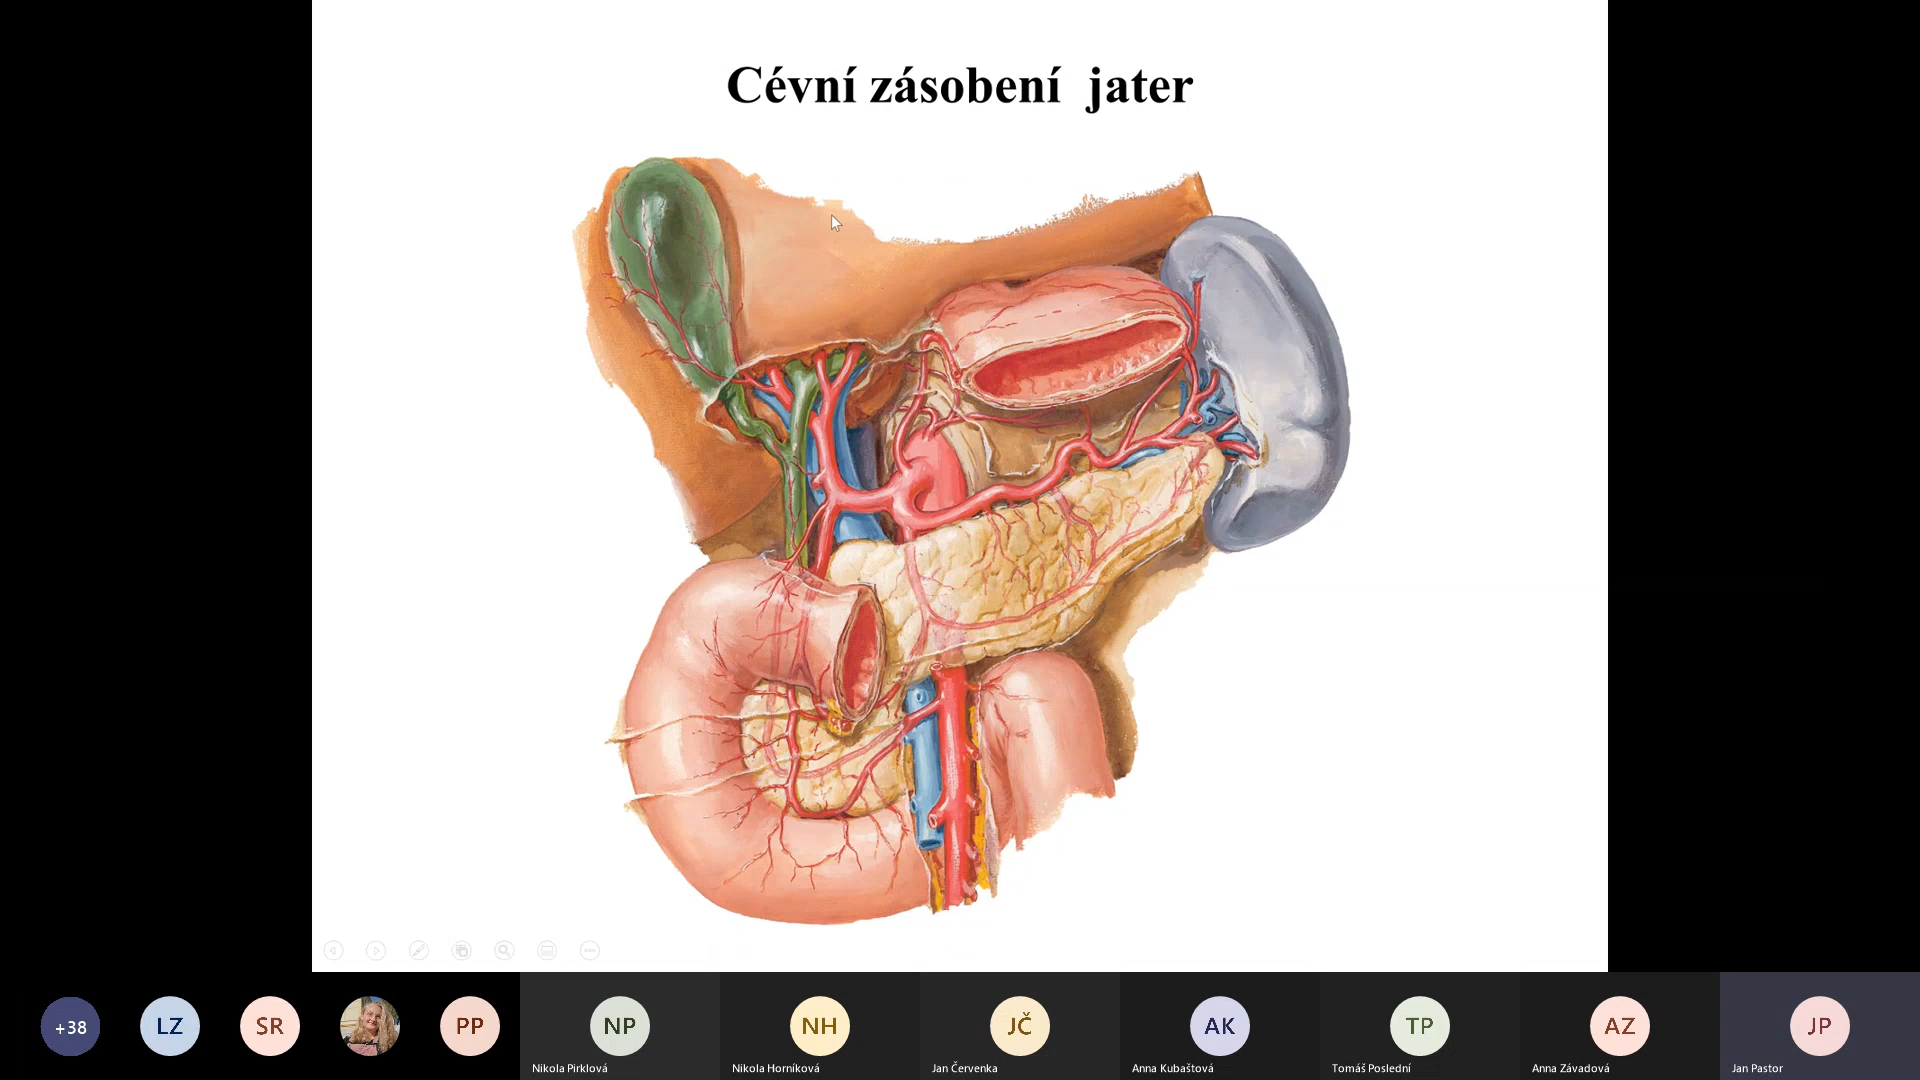 Cévní zásobení  jater
+38
LZ
SR
PP
NP
NH
JČ
AK
TP
AZ
JP
Nikola Pirklová
Nikola Horníková
Jan Červenka
Anna Kubaštová
Tomáš Poslední
Anna Závadová
Jan Pastor